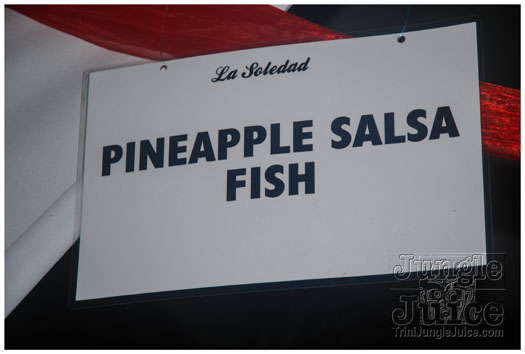 La Soledad
PINEAPPLE SALSA
FISH
Jungle
Juice
TriniJungleJuice.com